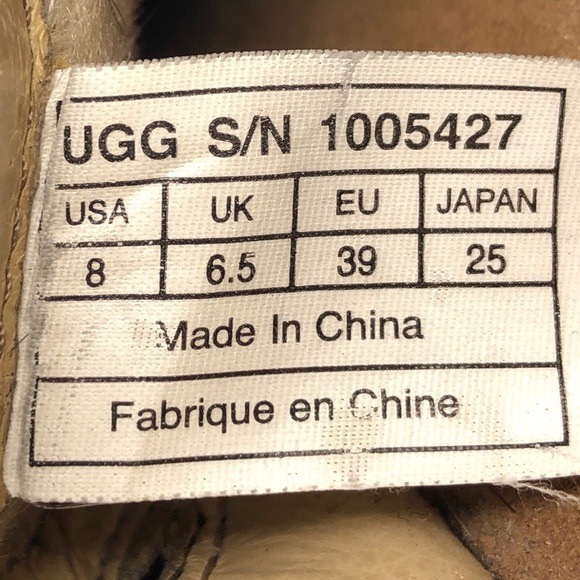 UGG S/N 1005427
USA UK EU JAPAN
8 6.5 39 25
Made In China
Fabrique en Chine